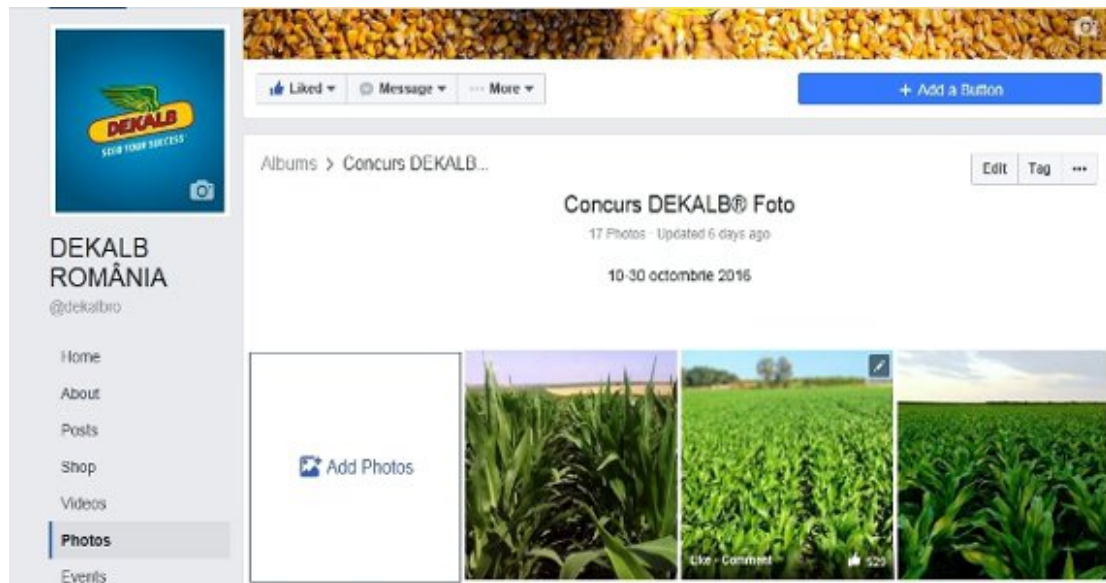 DEKALB
SEED YOUR SUCCESS
DEKALB
ROMÂNIA
@dekalbro
Home
About
Posts
Shop
Videos
Photos
Events
Liked
Message
More
+ Add a Button
Albums > Concurs DEKALB...
Edit Tag
Concurs DEKALB® Foto
17 Photos · Updated 6 days ago
10-30 octombrie 2016
Add Photos
Like · Comment
529